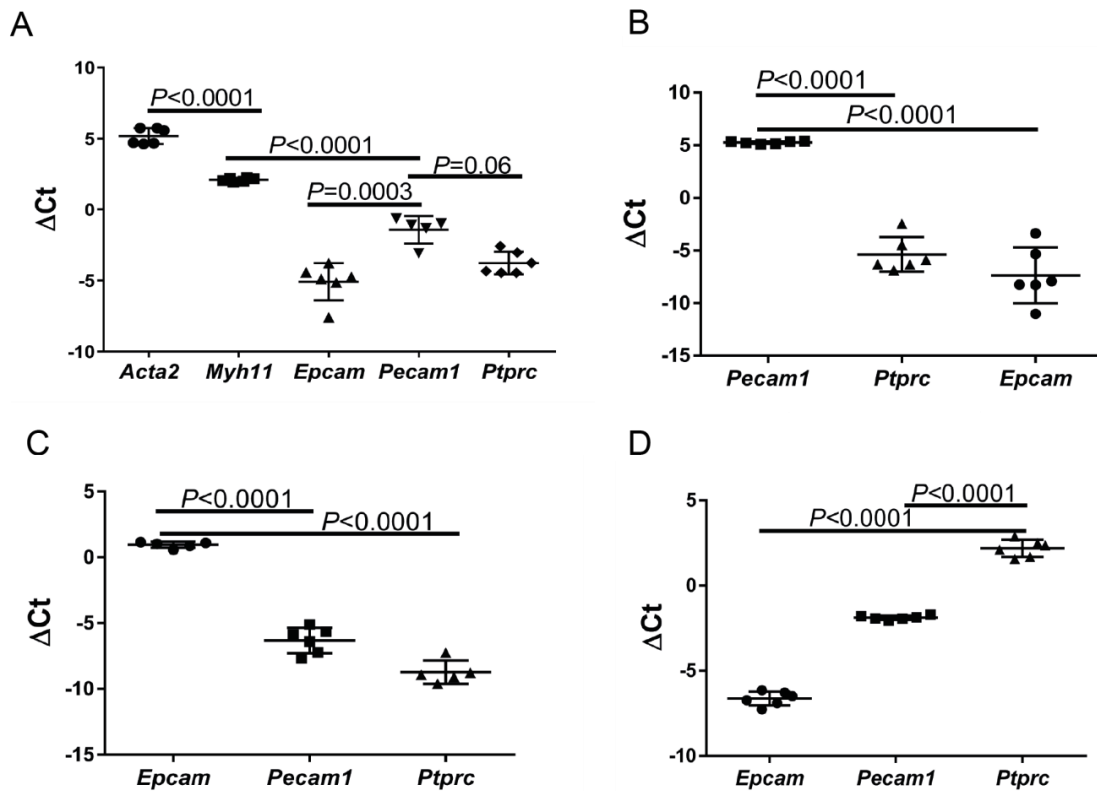 A
ΔCt
10
5
0
-5
-10
P<0.0001
P<0.0001
P=0.06
P=0.0003
Acta2 Myh11 Epcam Pecam1 Ptprc
B
ΔCt
10
5
0
-5
-10
-15
P<0.0001
P<0.0001
Pecam1 Ptprc Epcam
C
ΔCt
5
0
-5
-10
-15
P<0.0001
P<0.0001
Epcam Pecam1 Ptprc
D
ΔCt
5
0
-5
-10
P<0.0001
P<0.0001
Epcam Pecam1 Ptprc